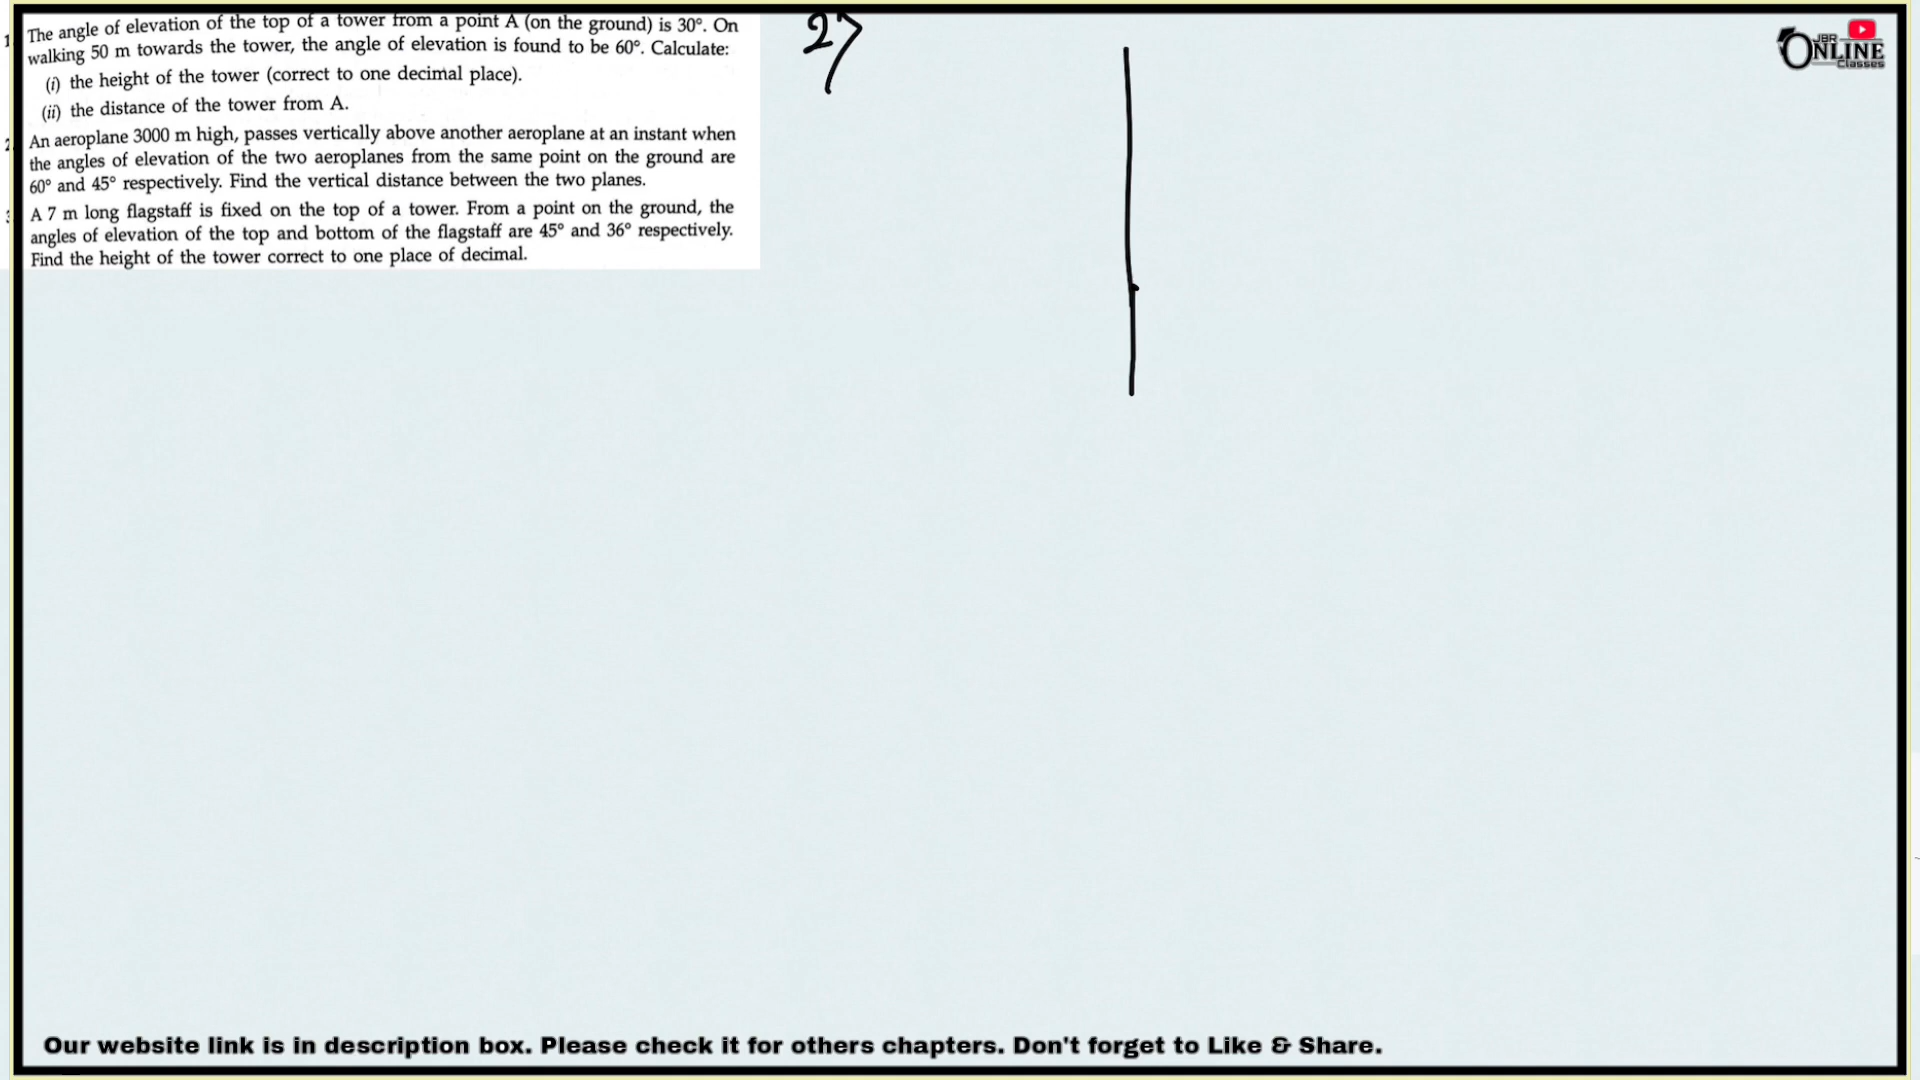 1 The angle of elevation of the top of a tower from a point A (on the ground) is 30°. On
walking 50 m towards the tower, the angle of elevation is found to be 60°. Calculate:
(i) the height of the tower (correct to one decimal place).
(ii) the distance of the tower from A.
2 An aeroplane 3000 m high, passes vertically above another aeroplane at an instant when
the angles of elevation of the two aeroplanes from the same point on the ground are
60° and 45° respectively. Find the vertical distance between the two planes.
3 A 7 m long flagstaff is fixed on the top of a tower. From a point on the ground, the
angles of elevation of the top and bottom of the flagstaff are 45° and 36° respectively.
Find the height of the tower correct to one place of decimal.
2)
JBR
ONLINE
Classes
Our website link is in description box. Please check it for others chapters. Don't forget to Like & Share.